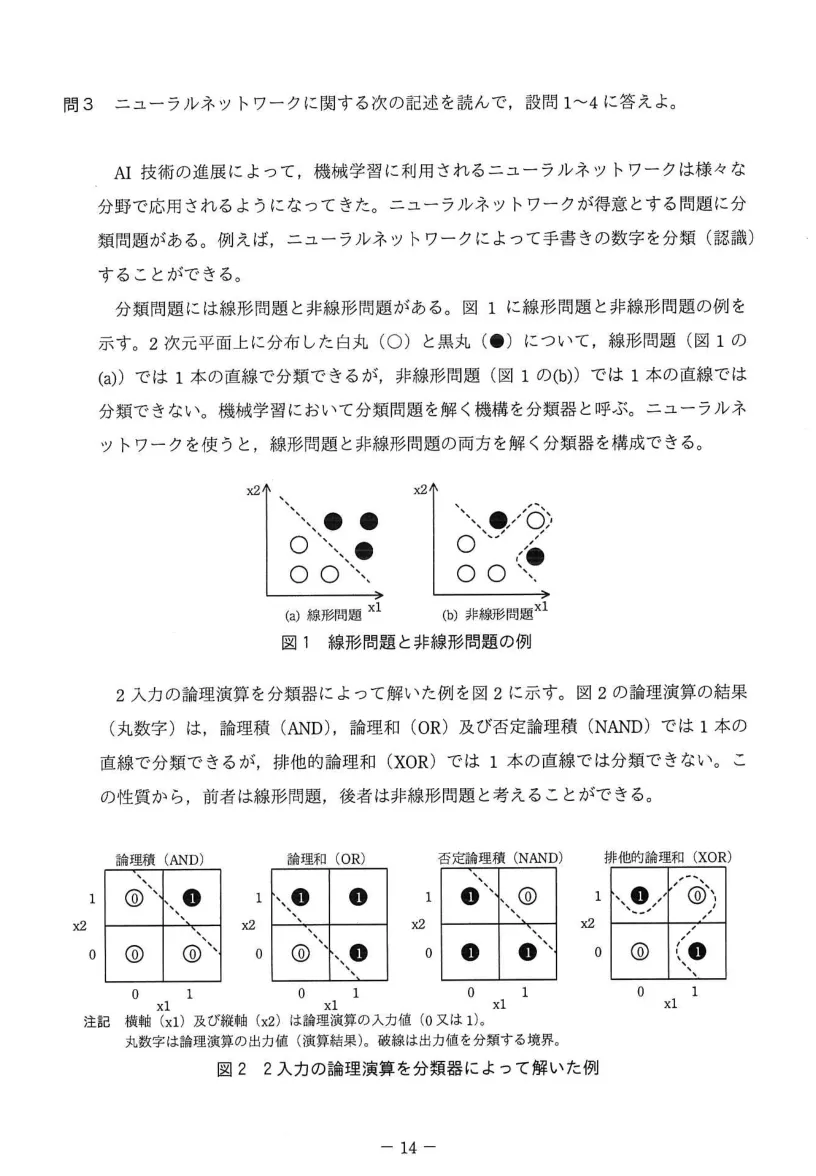 問3 ニューラルネットワークに関する次の記述を読んで，設問 1～4 に答えよ。
AI 技術の進展によって，機械学習に利用されるニューラルネットワークは様々な
分野で応用されるようになってきた。ニューラルネットワークが得意とする問題に分
類問題がある。例えば，ニューラルネットワークによって手書きの数字を分類（認識）
することができる。
分類問題には線形問題と非線形問題がある。図 1 に線形問題と非線形問題の例を
示す。2 次元平面上に分布した白丸（○）と黒丸（●）について，線形問題（図 1 の
(a)）では 1 本の直線で分類できるが，非線形問題（図 1 の(b)）では 1 本の直線では
分類できない。機械学習において分類問題を解く機構を分類器と呼ぶ。ニューラルネ
ットワークを使うと，線形問題と非線形問題の両方を解く分類器を構成できる。
x2 x2
x1 x1
(a) 線形問題 (b) 非線形問題
図1 線形問題と非線形問題の例
2 入力の論理演算を分類器によって解いた例を図 2 に示す。図 2 の論理演算の結果
（丸数字）は，論理積（AND），論理和（OR）及び否定論理積（NAND）では 1 本の
直線で分類できるが，排他的論理和（XOR）では 1 本の直線では分類できない。こ
の性質から，前者は線形問題，後者は非線形問題と考えることができる。
論理積（AND） 論理和（OR） 否定論理積（NAND） 排他的論理和（XOR）
1 ⓪ ❶ 1 ❶ ❶ 1 ❶ ⓪ 1 ❶ ⓪
x2 x2 x2 x2
0 ⓪ ⓪ 0 ⓪ ❶ 0 ❶ ❶ 0 ⓪ ❶
0 1 0 1 0 1 0 1
x1 x1 x1 x1
注記 横軸（x1）及び縦軸（x2）は論理演算の入力値（0 又は 1）。
丸数字は論理演算の出力値（演算結果）。破線は出力値を分類する境界。
図2 2入力の論理演算を分類器によって解いた例
－ 14 －